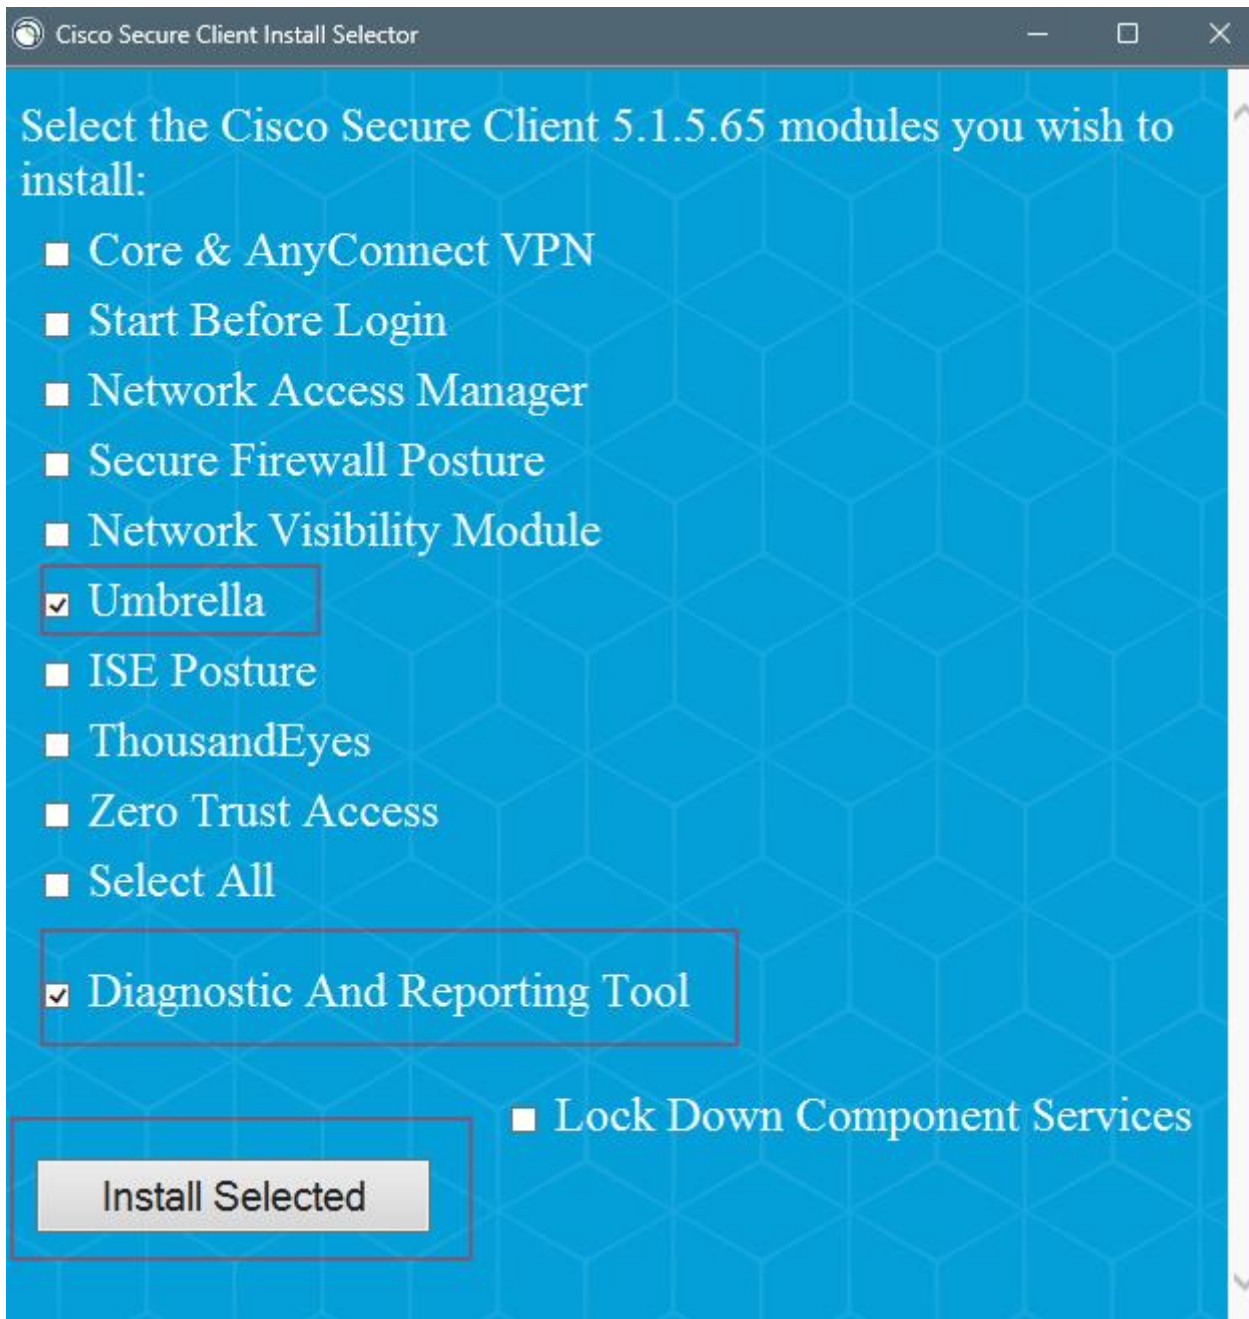 Cisco Secure Client Install Selector
Select the Cisco Secure Client 5.1.5.65 modules you wish to
install:
Core & AnyConnect VPN
Start Before Login
Network Access Manager
Secure Firewall Posture
Network Visibility Module
Umbrella
ISE Posture
ThousandEyes
Zero Trust Access
Select All
Diagnostic And Reporting Tool
Lock Down Component Services
Install Selected